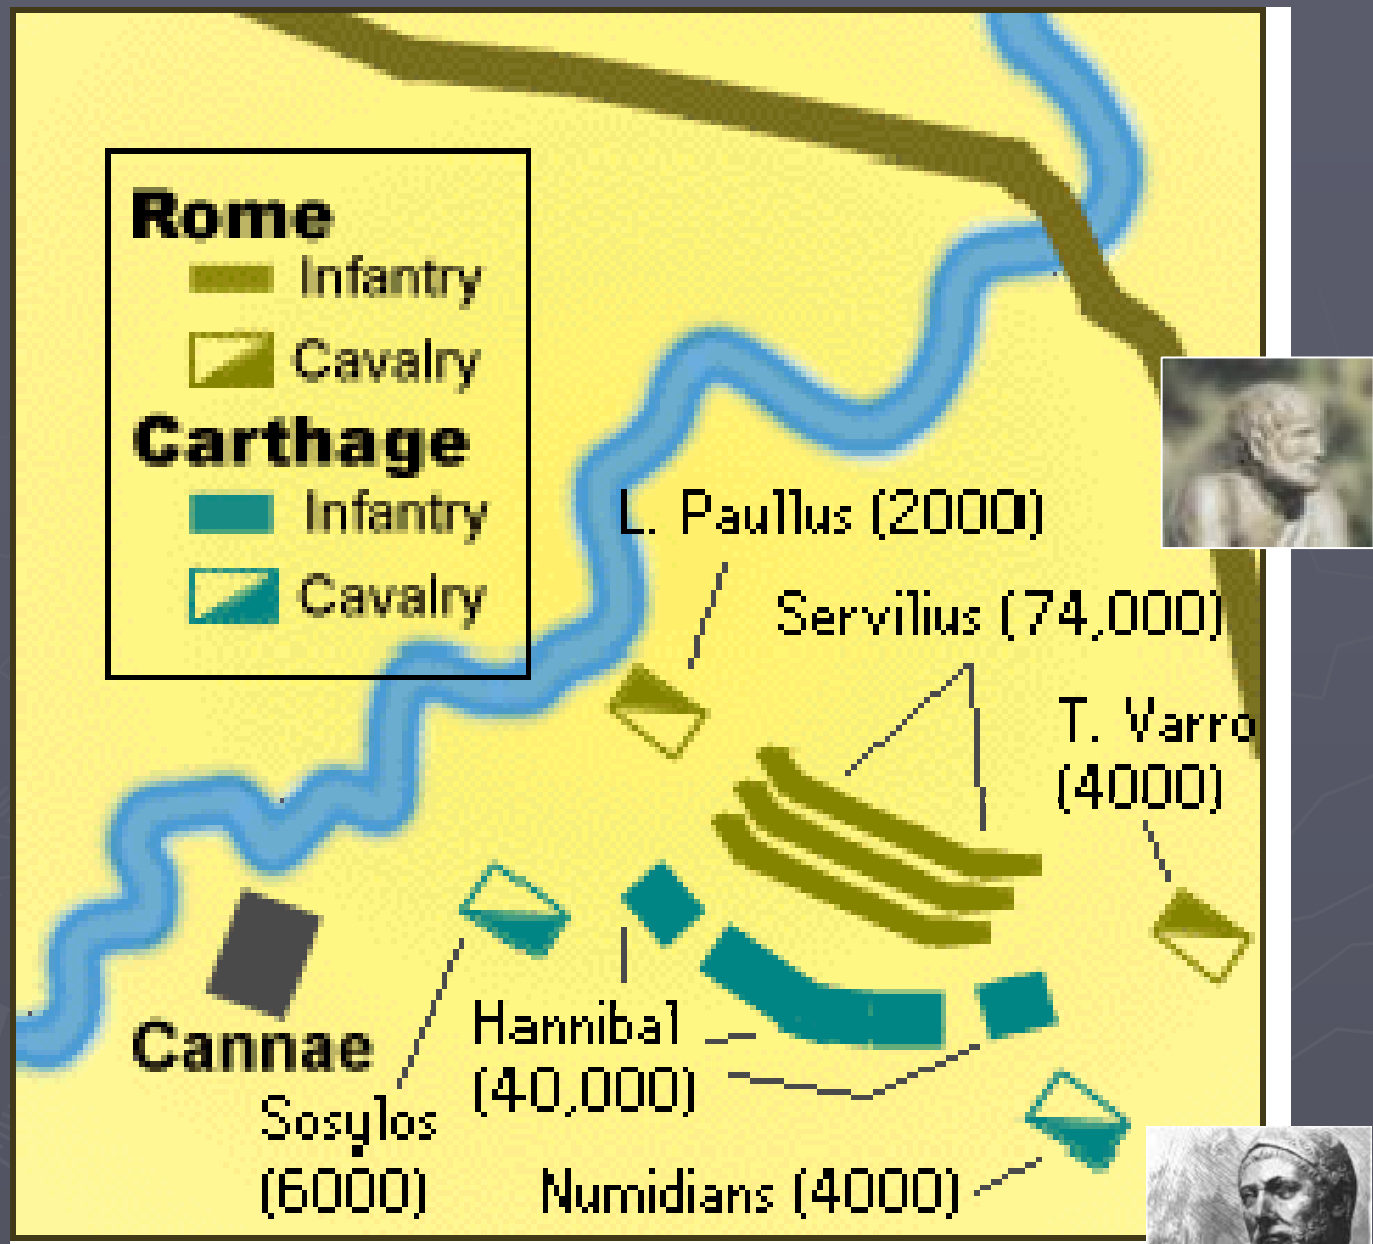 Rome
Infantry
Cavalry
Carthage
Infantry
Cavalry
L. Paullus (2000)
Servilius (74,000)
T. Varro
(4000)
Cannae
Hannibal
(40,000)
Sosylos
(6000)
Numidians (4000)